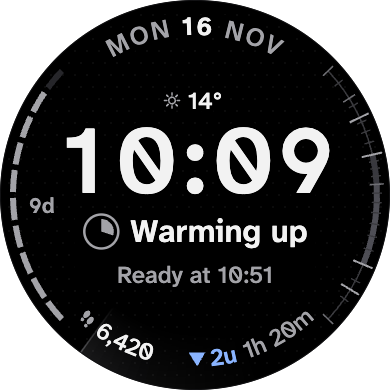 MON 16 NOV
14°
10:09
9d
Warming up
Ready at 10:51
6,420
▼2u 1h 20m